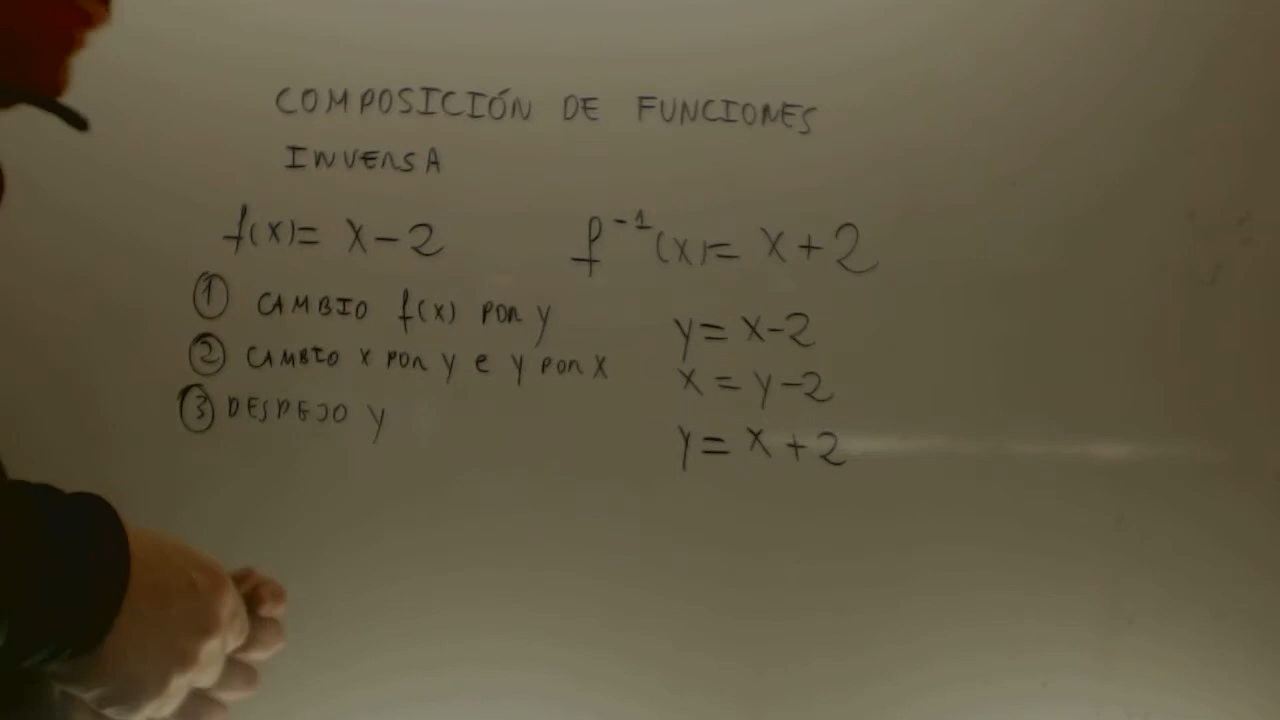 COMPOSICIÓN DE FUNCIONES
INVERSA
f(x)= x-2
f⁻¹(x)= x+2
① CAMBIO f(x) POR y
② CAMBIO x POR y e y POR x
③ DESPEJO y
y= x-2
x = y-2
y= x+2